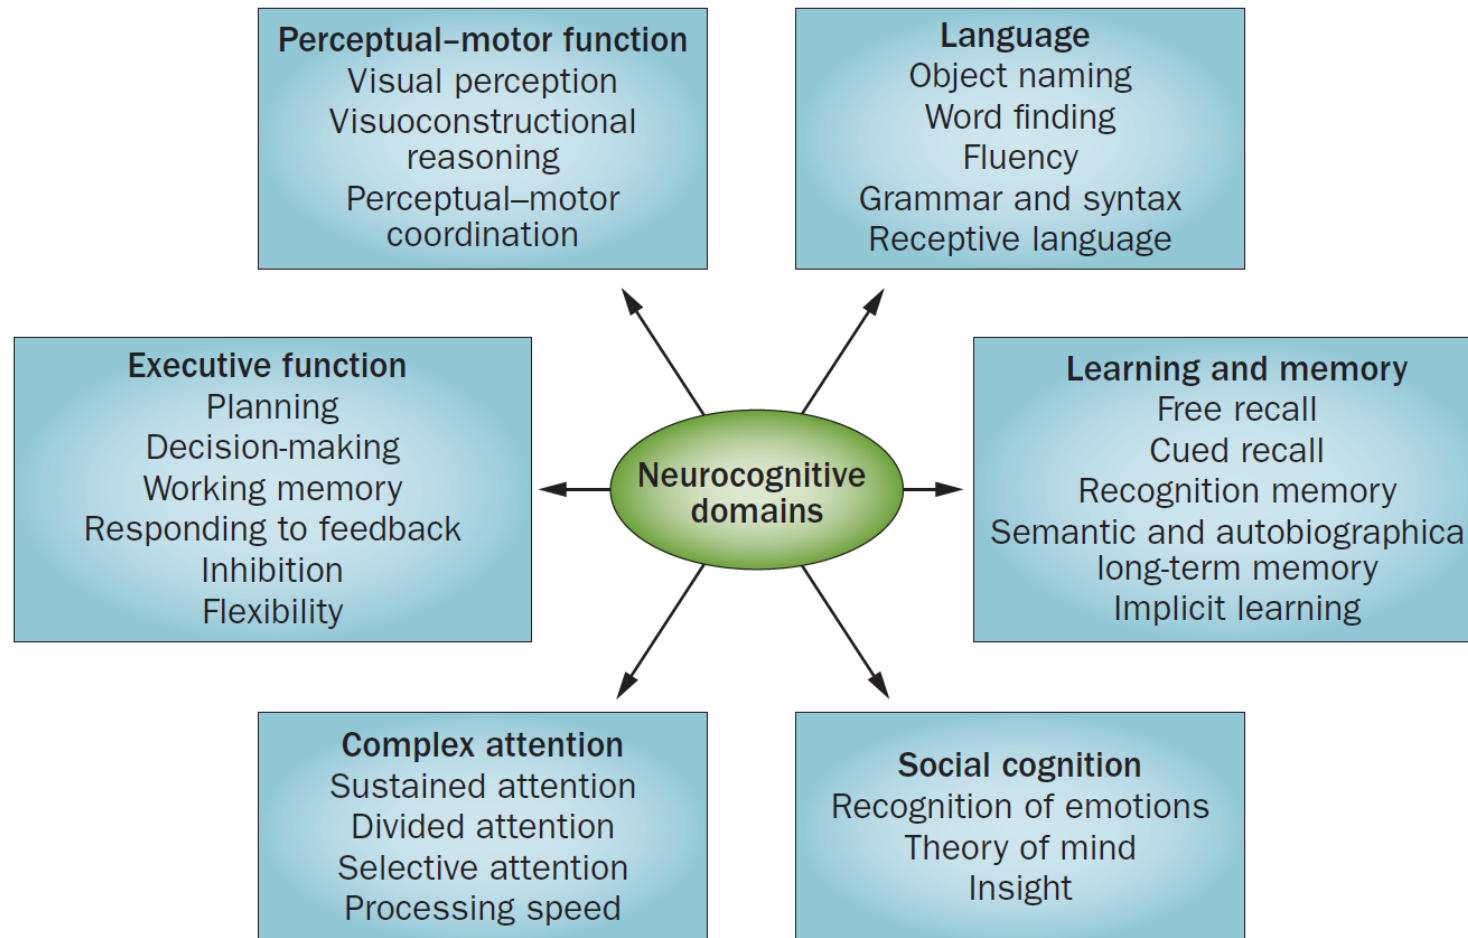 Perceptual–motor function
Visual perception
Visuoconstructional
reasoning
Perceptual–motor
coordination
Language
Object naming
Word finding
Fluency
Grammar and syntax
Receptive language
Executive function
Planning
Decision-making
Working memory
Responding to feedback
Inhibition
Flexibility
Neurocognitive
domains
Learning and memory
Free recall
Cued recall
Recognition memory
Semantic and autobiographica
long-term memory
Implicit learning
Complex attention
Sustained attention
Divided attention
Selective attention
Processing speed
Social cognition
Recognition of emotions
Theory of mind
Insight